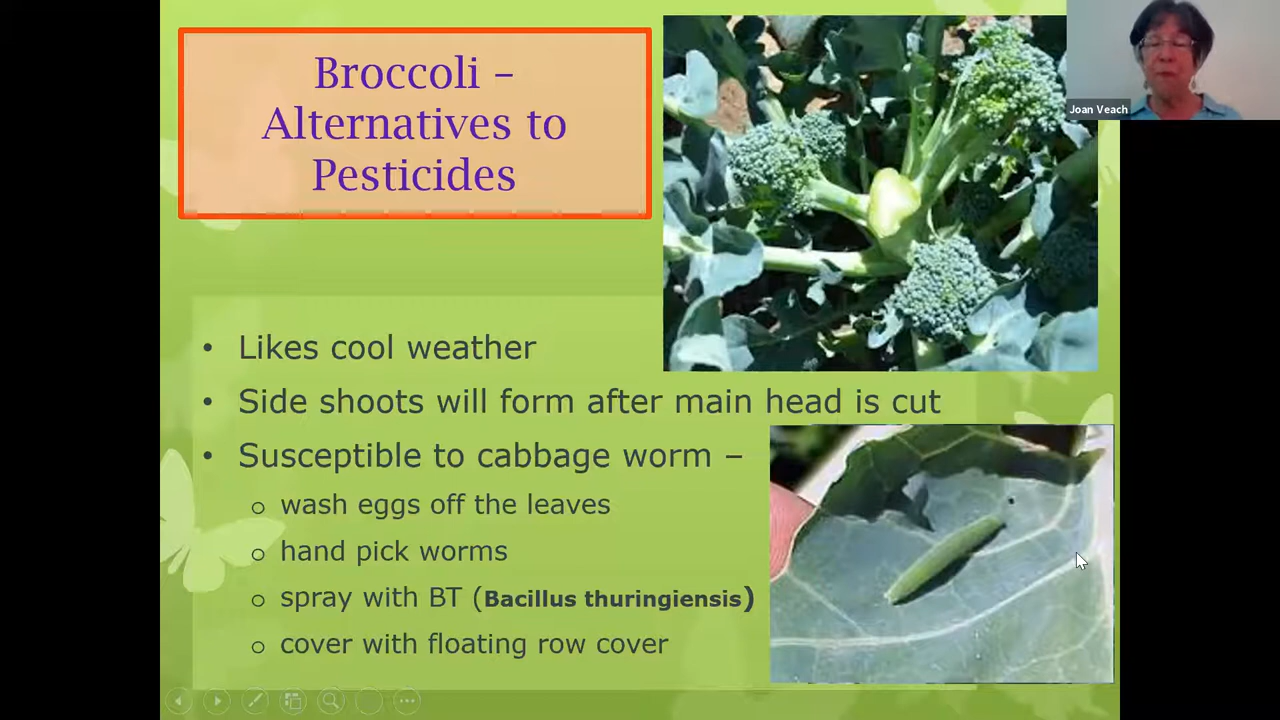 Broccoli –
Alternatives to
Pesticides
Joan Veach
• Likes cool weather
• Side shoots will form after main head is cut
• Susceptible to cabbage worm –
o wash eggs off the leaves
o hand pick worms
o spray with BT (Bacillus thuringiensis)
o cover with floating row cover